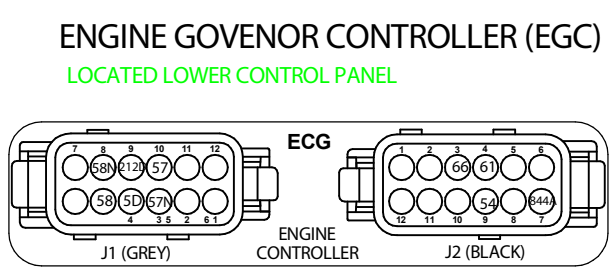 ENGINE GOVENOR CONTROLLER (EGC)
LOCATED LOWER CONTROL PANEL
ECG
7 8 9 10 11 12
58N 212D 57
58 5D 57N
4 3 5 2 6 1
J1 (GREY)
ENGINE
CONTROLLER
1 2 3 4 5 6
66 61
54 844A
12 11 10 9 8 7
J2 (BLACK)